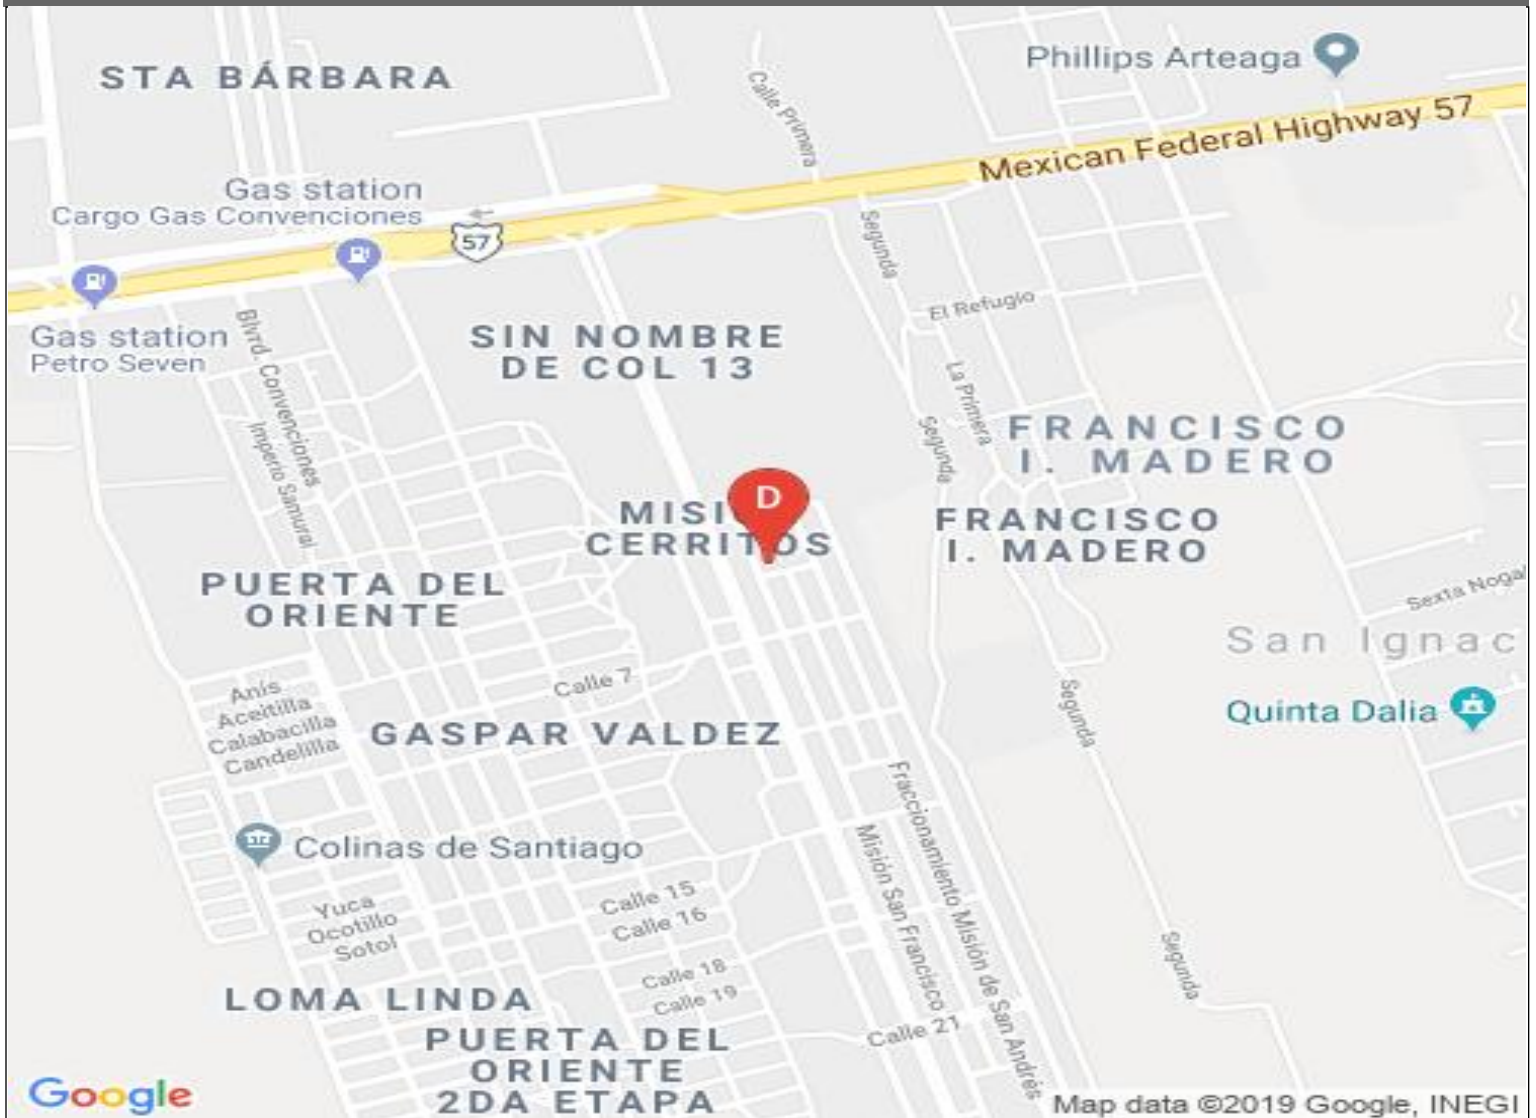 STA BÁRBARA
Phillips Arteaga
Calle Primera
Mexican Federal Highway 57
Gas station
Cargo Gas Convenciones
57
Segunda
Gas station
Petro Seven
El Refugio
SIN NOMBRE
DE COL 13
Blvrd. Convenciones
Imperio Samurai
La Primera
Segunda
FRANCISCO
I. MADERO
D
CERRITOS
FRANCISCO
I. MADERO
PUERTA DEL
ORIENTE
Sexta Nogal
San Ignac
Calle 7
Anís
Aceitilla
Calabacilla
Candelilla
Segunda
Quinta Dalia
GASPAR VALDEZ
Colinas de Santiago
Fraccionamiento Misión de San Andrés
Misión San Francisco
Calle 15
Calle 16
Yuca
Ocotillo
Sotol
Segunda
Calle 18
Calle 19
LOMA LINDA
Calle 21
PUERTA DEL
ORIENTE
2DA ETAPA
Google
Map data ©2019 Google, INEGI